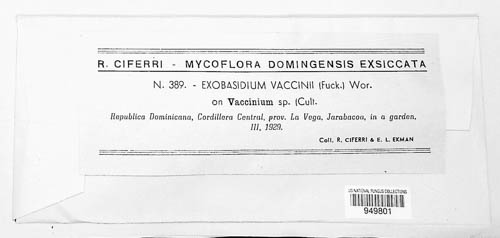 R. CIFERRI - MYCOFLORA DOMINGENSIS EXSICCATA
N. 389. - EXOBASIDIUM VACCINII (Fuck.) Wor.
on Vaccinium sp. (Cult.
Republica Dominicana, Cordillera Central, prov. La Vega, Jarabacoa, in a garden,
III, 1929.
Coll. R. CIFERRI & E. L. EKMAN
US NATIONAL FUNGUS COLLECTIONS
949801